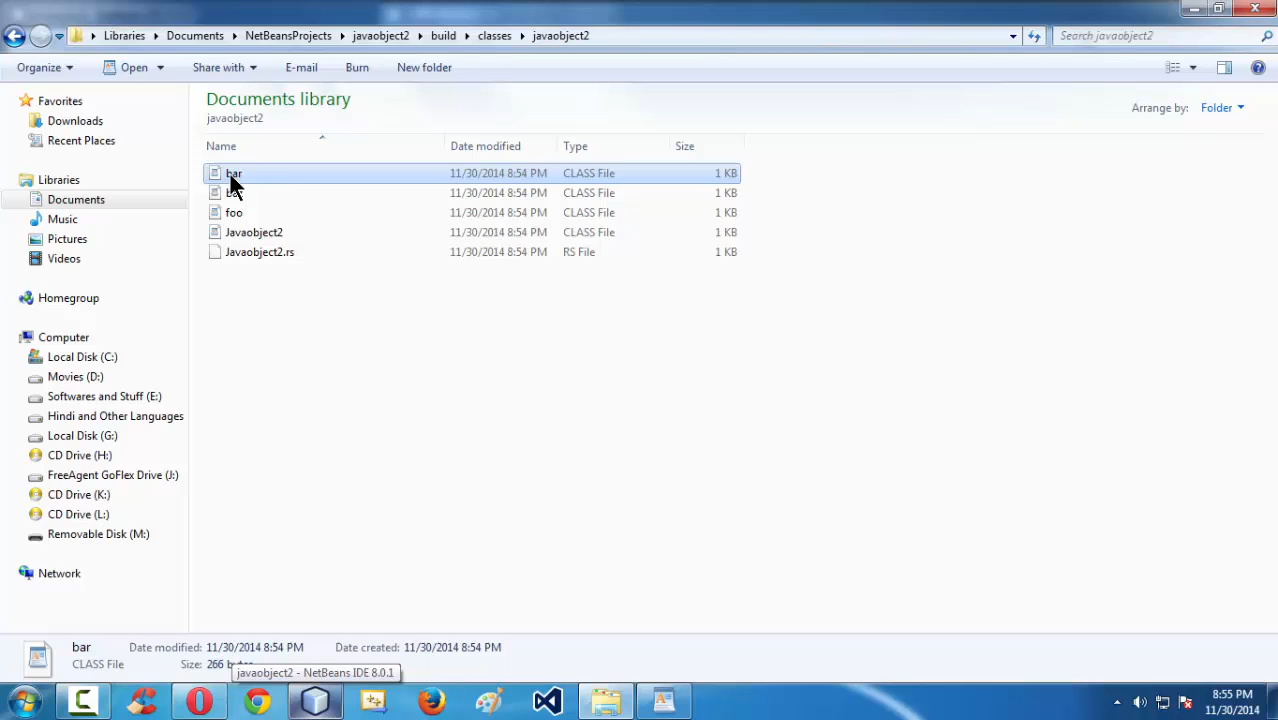 Libraries Documents NetBeansProjects javaobject2 build classes javaobject2
Search javaobject2
Organize Open Share with E-mail Burn New folder
Favorites
Downloads
Recent Places
Libraries
Documents
Music
Pictures
Videos
Homegroup
Computer
Local Disk (C:)
Movies (D:)
Softwares and Stuff (E:)
Hindi and Other Languages
Local Disk (G:)
CD Drive (H:)
FreeAgent GoFlex Drive (J:)
CD Drive (K:)
CD Drive (L:)
Removable Disk (M:)
Network
Documents library
javaobject2
Arrange by: Folder
Name Date modified Type Size
bar 11/30/2014 8:54 PM CLASS File 1 KB
11/30/2014 8:54 PM CLASS File 1 KB
foo 11/30/2014 8:54 PM CLASS File 1 KB
Javaobject2 11/30/2014 8:54 PM CLASS File 1 KB
Javaobject2.rs 11/30/2014 8:54 PM RS File 1 KB
bar Date modified: 11/30/2014 8:54 PM Date created: 11/30/2014 8:54 PM
CLASS File Size: 266 bytes
javaobject2 - NetBeans IDE 8.0.1
8:55 PM
11/30/2014